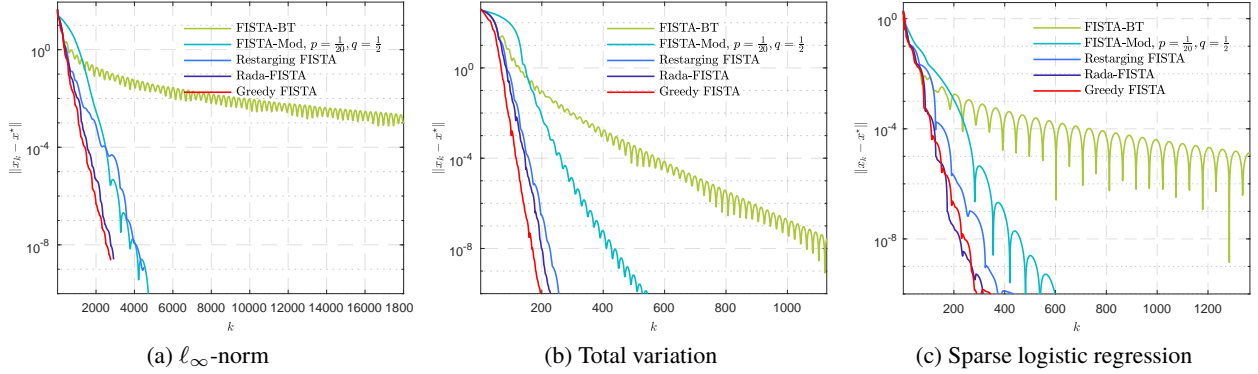 FISTA-BT
FISTA-Mod, p = 1/20, q = 1/2
Restarging FISTA
Rada-FISTA
Greedy FISTA
10^0
10^-4
10^-8
||x_k − x^⋆||
2000 4000 6000 8000 10000 12000 14000 16000 18000
k
(a) ℓ∞-norm
FISTA-BT
FISTA-Mod, p = 1/20, q = 1/2
Restarging FISTA
Rada-FISTA
Greedy FISTA
10^4
10^0
10^-4
10^-8
||x_k − x^⋆||
200 400 600 800 1000
k
(b) Total variation
FISTA-BT
FISTA-Mod, p = 1/20, q = 1/2
Restarging FISTA
Rada-FISTA
Greedy FISTA
10^0
10^-4
10^-8
||x_k − x^⋆||
200 400 600 800 1000 1200
k
(c) Sparse logistic regression